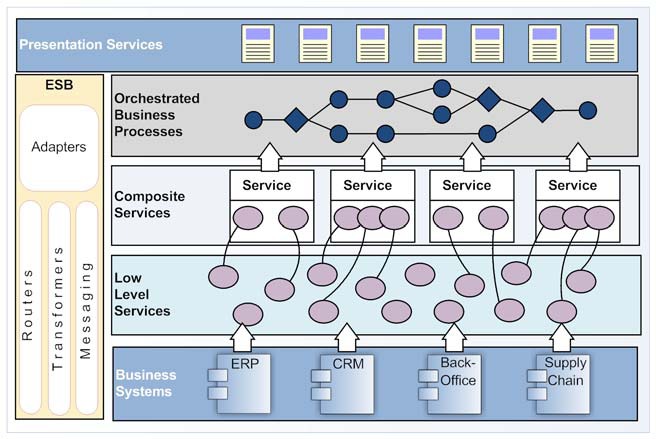 Presentation Services
ESB
Adapters
Routers
Transformers
Messaging
Orchestrated
Business
Processes
Composite
Services
Service
Service
Service
Service
Low
Level
Services
Business
Systems
ERP
CRM
Back-
Office
Supply
Chain